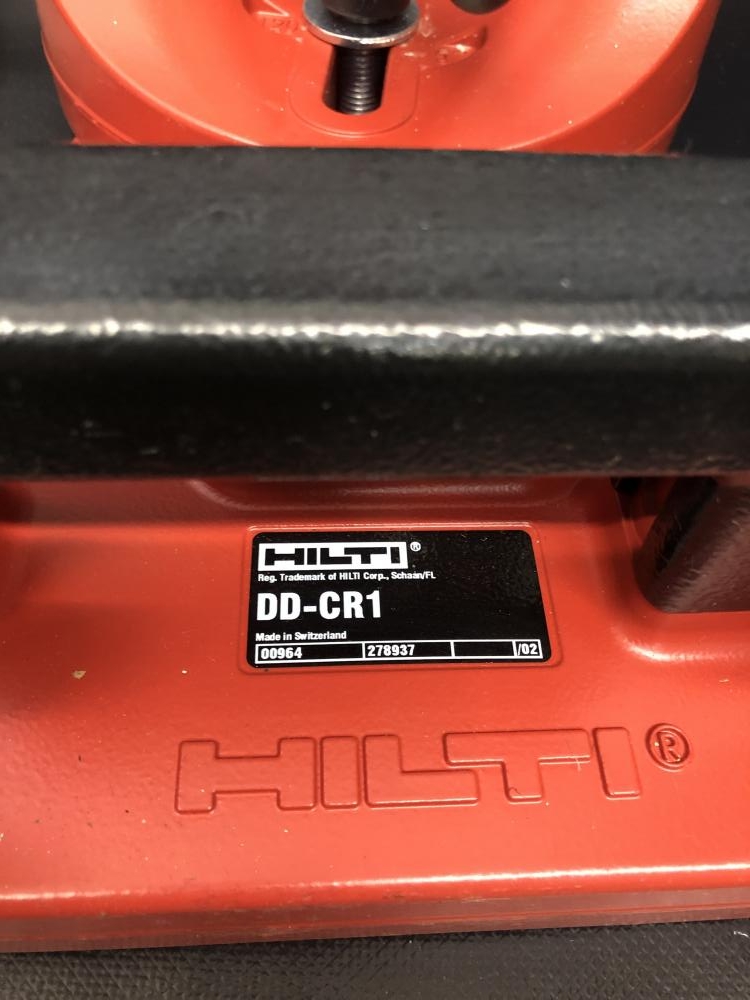 HILTI®
Reg. Trademark of HILTI Corp., Schaan/FL
DD-CR1
Made in Switzerland
00964 278937 /02
HILTI®